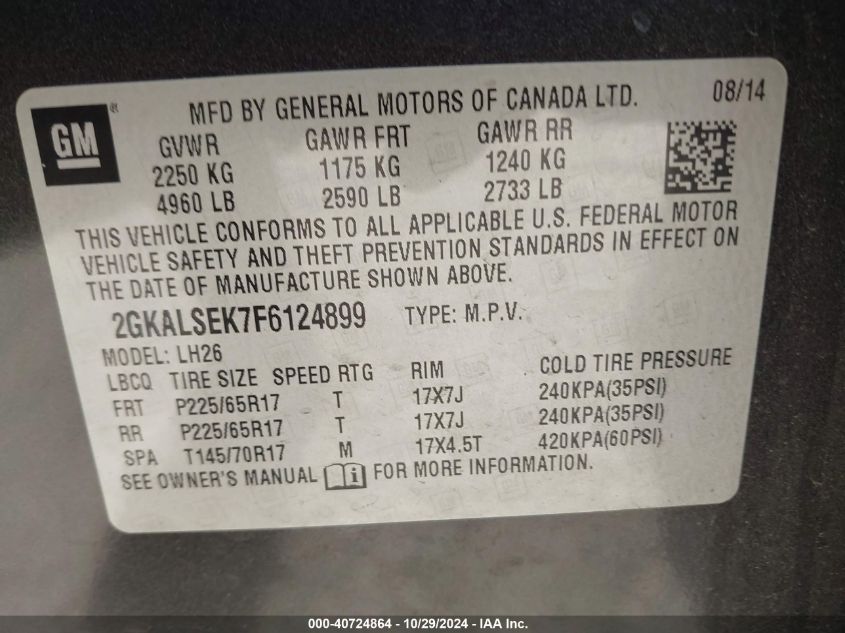 GM ®
MFD BY GENERAL MOTORS OF CANADA LTD. 08/14
GVWR GAWR FRT GAWR RR
2250 KG 1175 KG 1240 KG
4960 LB 2590 LB 2733 LB
THIS VEHICLE CONFORMS TO ALL APPLICABLE U.S. FEDERAL MOTOR
VEHICLE SAFETY AND THEFT PREVENTION STANDARDS IN EFFECT ON
THE DATE OF MANUFACTURE SHOWN ABOVE.
2GKALSEK7F6124899 TYPE: M.P.V.
MODEL: LH26
LBCQ TIRE SIZE SPEED RTG RIM COLD TIRE PRESSURE
FRT P225/65R17 T 17X7J 240KPA(35PSI)
RR P225/65R17 T 17X7J 240KPA(35PSI)
SPA T145/70R17 M 17X4.5T 420KPA(60PSI)
SEE OWNER'S MANUAL i FOR MORE INFORMATION.
000-40724864 - 10/29/2024 - IAA Inc.